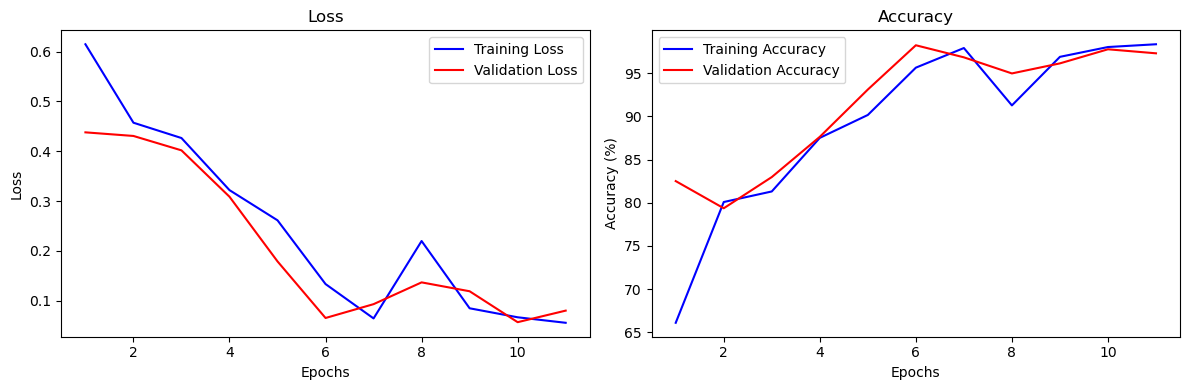 Loss
Training Loss
Validation Loss
0.6
0.5
0.4
0.3
0.2
0.1
Loss
2 4 6 8 10
Epochs
Accuracy
Training Accuracy
Validation Accuracy
95
90
85
80
75
70
65
Accuracy (%)
2 4 6 8 10
Epochs